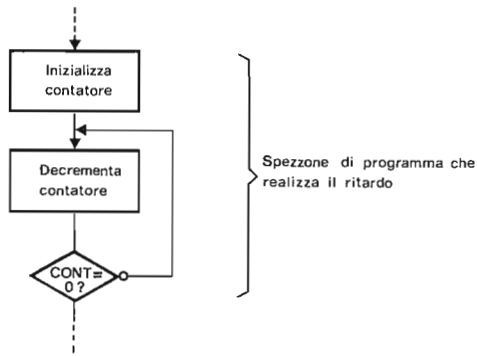 Inizializza
contatore
Decrementa
contatore
CONT=
0?
Spezzone di programma che
realizza il ritardo